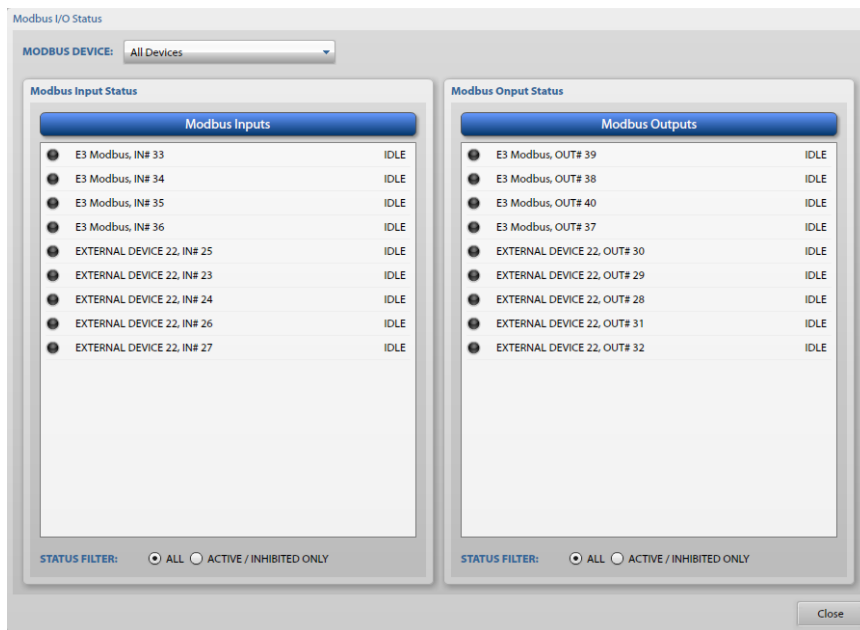 Modbus I/O Status
MODBUS DEVICE: All Devices
Modbus Input Status
Modbus Inputs
E3 Modbus, IN# 33 IDLE
E3 Modbus, IN# 34 IDLE
E3 Modbus, IN# 35 IDLE
E3 Modbus, IN# 36 IDLE
EXTERNAL DEVICE 22, IN# 25 IDLE
EXTERNAL DEVICE 22, IN# 23 IDLE
EXTERNAL DEVICE 22, IN# 24 IDLE
EXTERNAL DEVICE 22, IN# 26 IDLE
EXTERNAL DEVICE 22, IN# 27 IDLE
STATUS FILTER: ALL ACTIVE / INHIBITED ONLY
Modbus Onput Status
Modbus Outputs
E3 Modbus, OUT# 39 IDLE
E3 Modbus, OUT# 38 IDLE
E3 Modbus, OUT# 40 IDLE
E3 Modbus, OUT# 37 IDLE
EXTERNAL DEVICE 22, OUT# 30 IDLE
EXTERNAL DEVICE 22, OUT# 29 IDLE
EXTERNAL DEVICE 22, OUT# 28 IDLE
EXTERNAL DEVICE 22, OUT# 31 IDLE
EXTERNAL DEVICE 22, OUT# 32 IDLE
STATUS FILTER: ALL ACTIVE / INHIBITED ONLY
Close